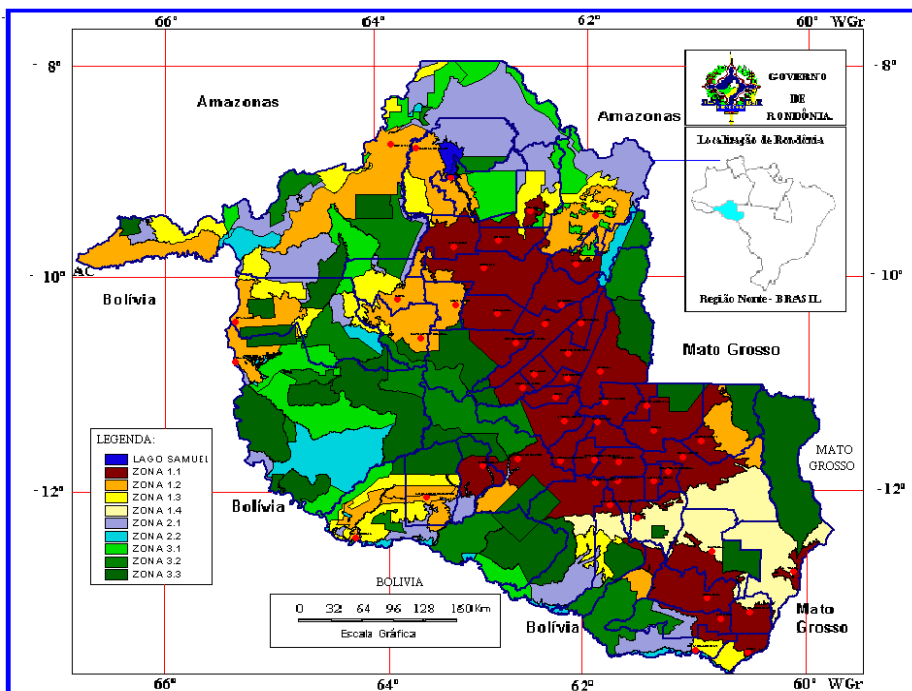 66° 64° 62° 60° WGr
- 8° - 8°
Amazonas
Amazonas
GOVERNO
DE
RONDÔNIA.
Localização de Rondônia
Região Norte - BRASIL
AC
- 10° - 10°
Bolívia
Mato Grosso
MATO
GROSSO
- 12° - 12°
LEGENDA:
LAGO SAMUEL
ZONA 1.1
ZONA 1.2
ZONA 1.3
ZONA 1.4
ZONA 2.1
ZONA 2.2
ZONA 3.1
ZONA 3.2
ZONA 3.3
Bolívia
BOLIVIA
0 32 64 96 128 160 Km
Escala Gráfica
Bolívia
Mato
Grosso
66° 64° 62° 60° WGr